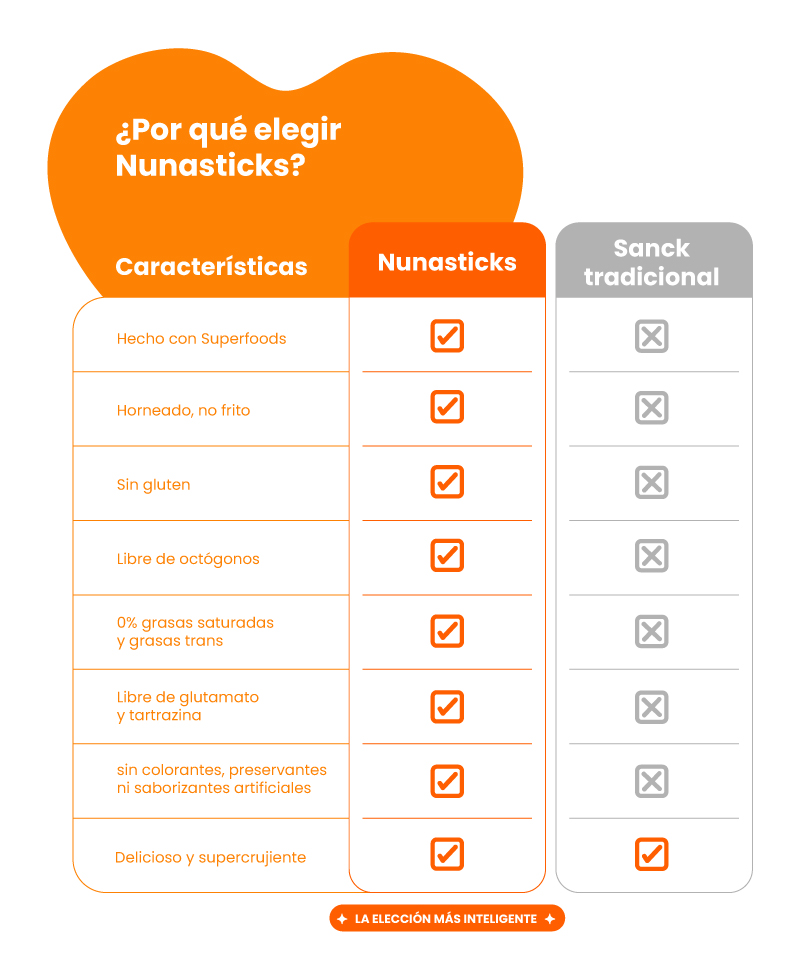 ¿Por qué elegir
Nunasticks?
Características
Nunasticks
Sanck
tradicional
Hecho con Superfoods
Horneado, no frito
Sin gluten
Libre de octógonos
0% grasas saturadas
y grasas trans
Libre de glutamato
y tartrazina
sin colorantes, preservantes
ni saborizantes artificiales
Delicioso y supercrujiente
LA ELECCIÓN MÁS INTELIGENTE